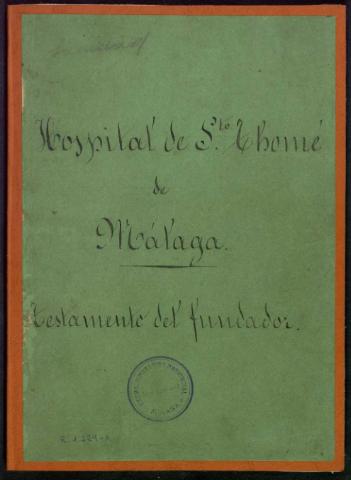 Hospital de S.to Thomé
de
Málaga.
Testamento del fundador.